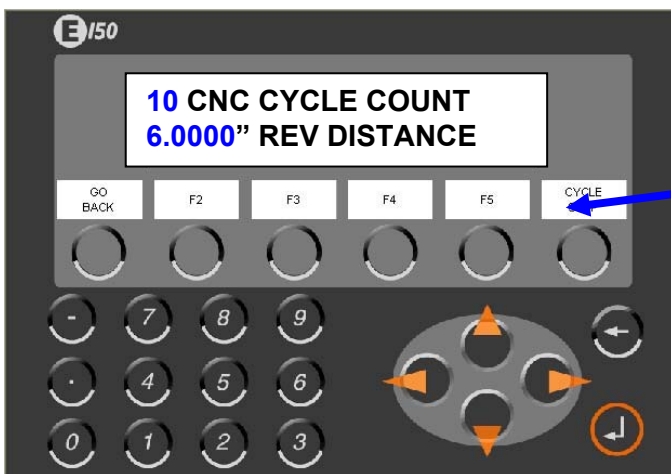 E150
10 CNC CYCLE COUNT
6.0000” REV DISTANCE
GO
BACK
F2
F3
F4
F5
CYCLE
- 7 8 9
. 4 5 6
0 1 2 3